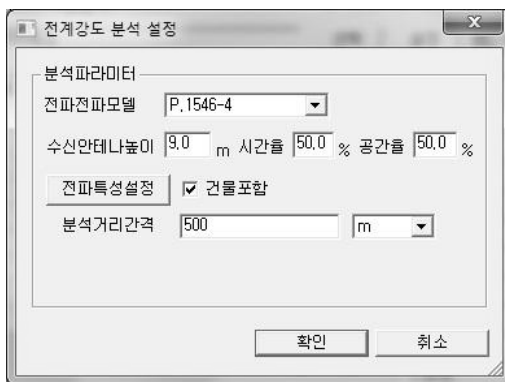 전계강도 분석 설정
분석파라미터
전파전파모델 P.1546-4
수신안테나높이 9.0 m 시간율 50.0 % 공간율 50.0 %
전파특성설정 건물포함
분석거리간격 500 m
확인 취소